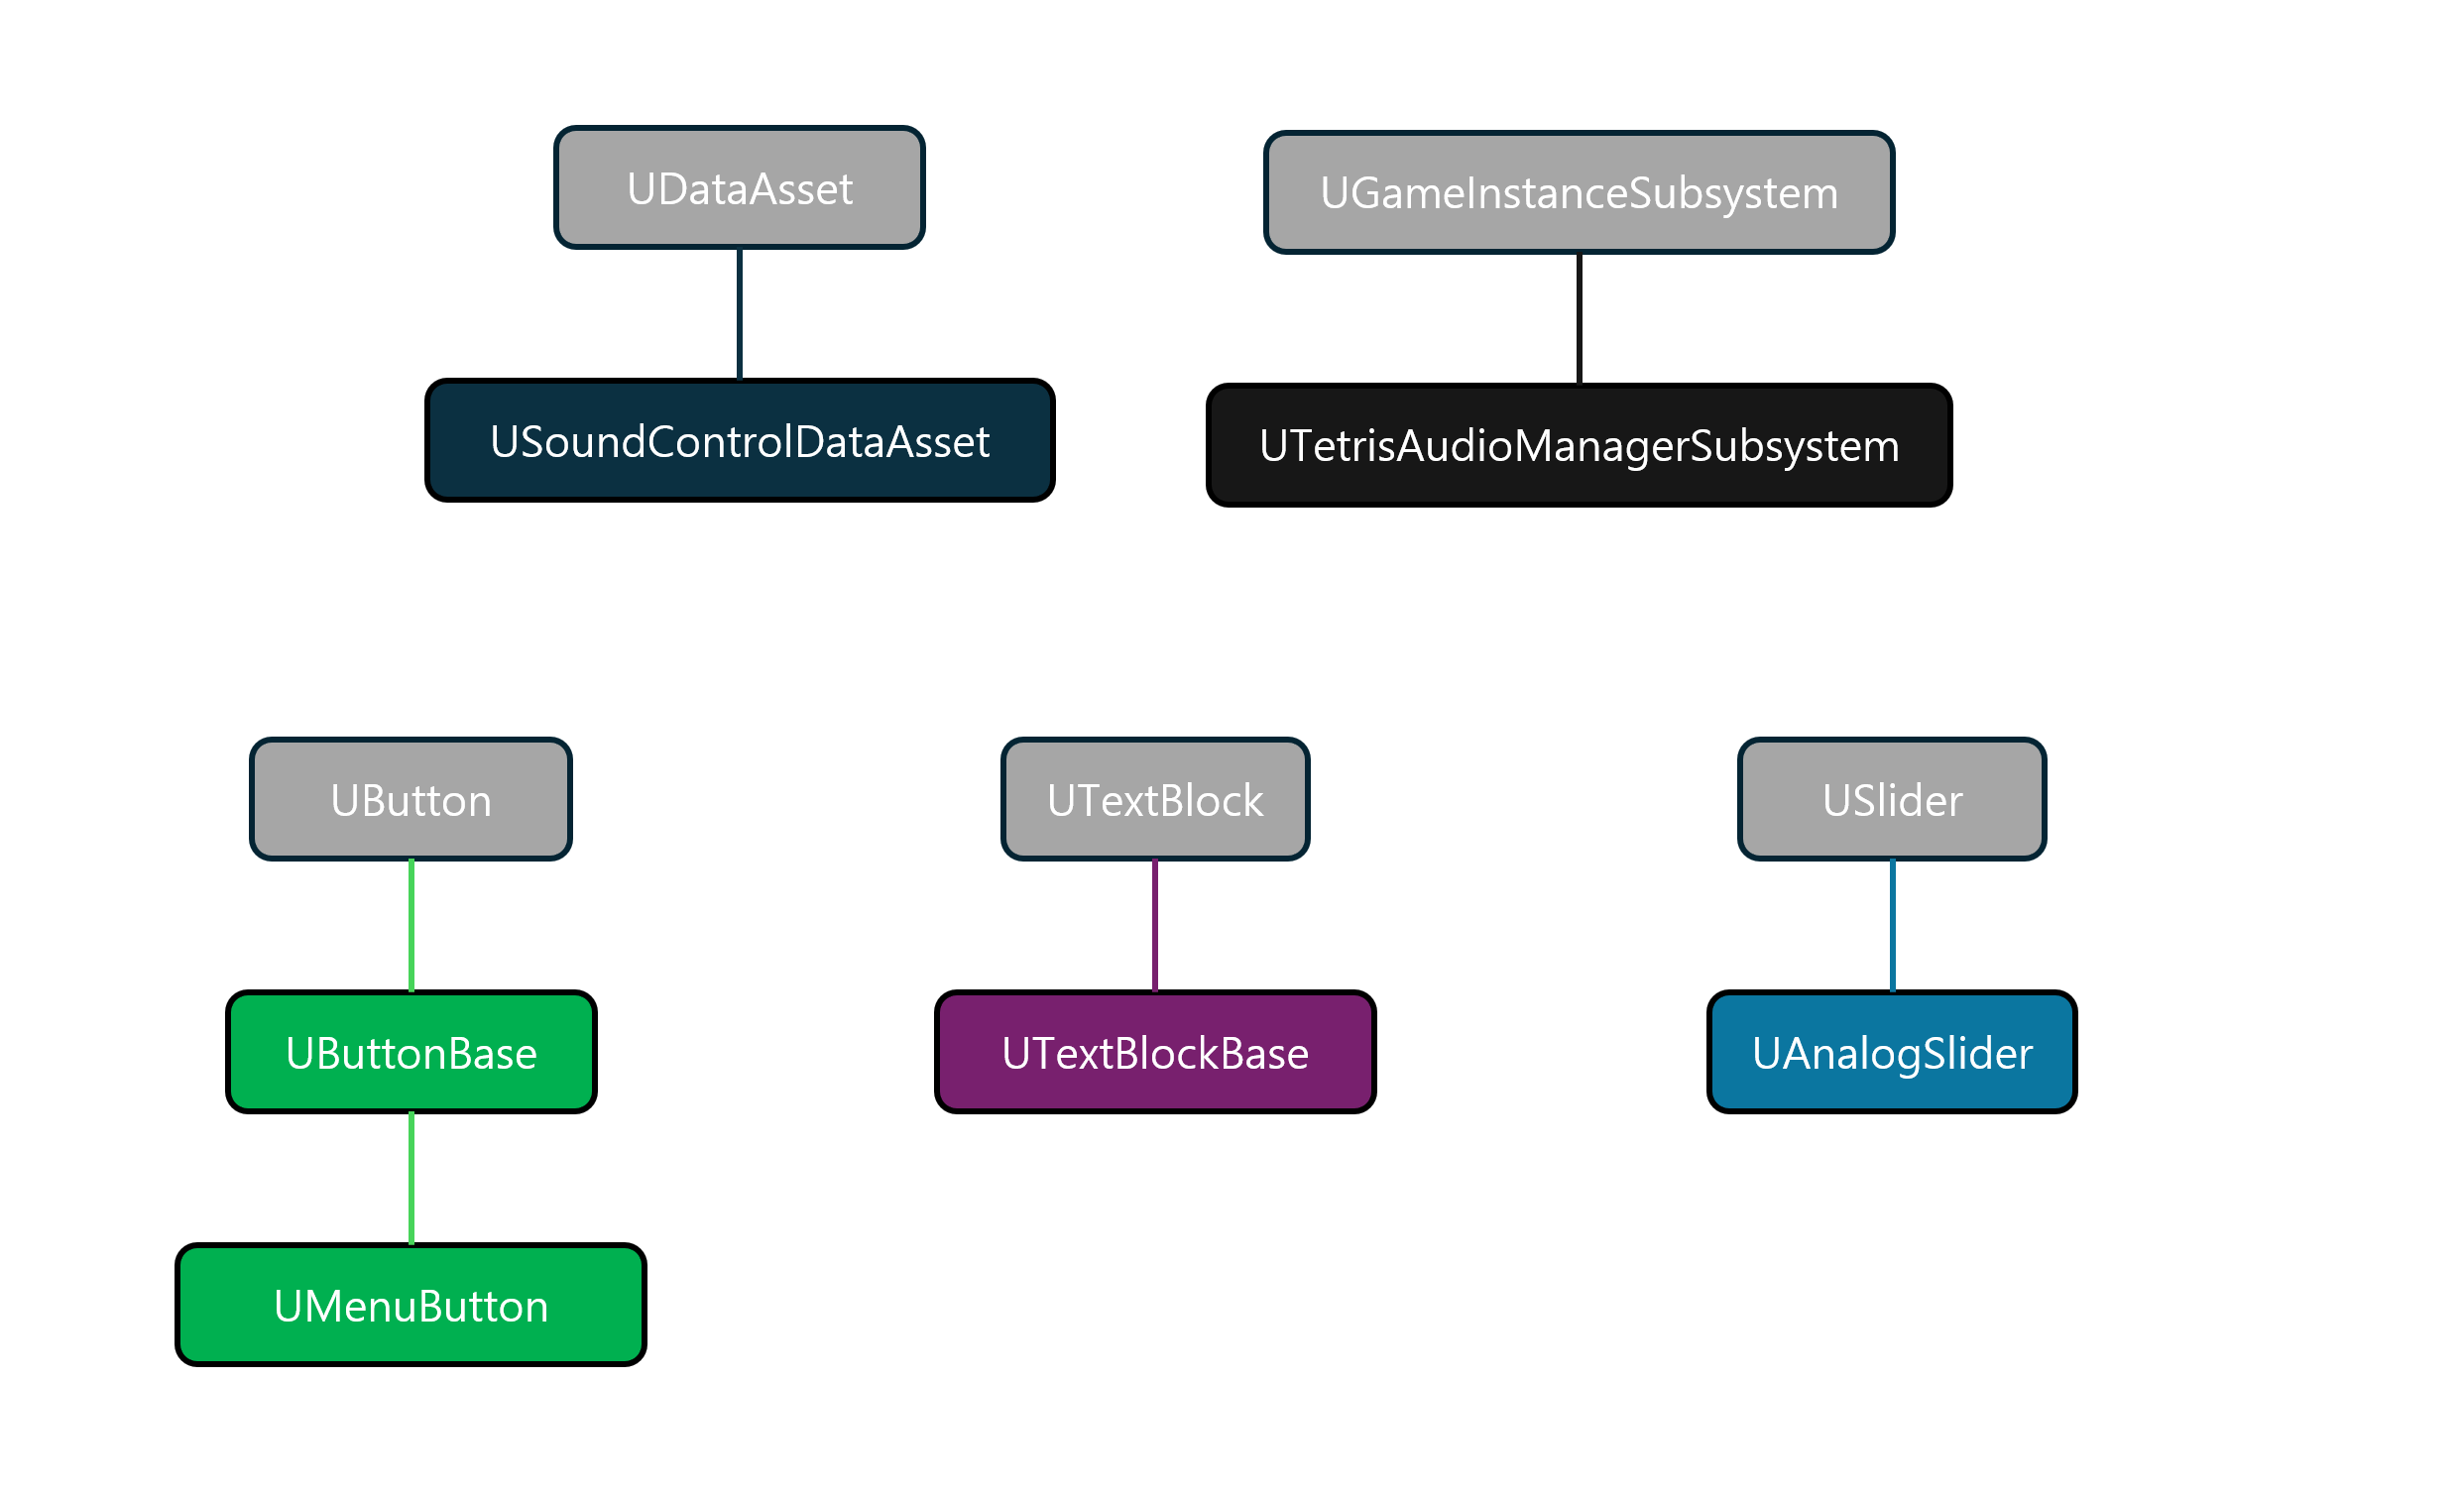 UDataAsset
UGameInstanceSubsystem
USoundControlDataAsset
UTetrisAudioManagerSubsystem
UButton
UTextBlock
USlider
UButtonBase
UTextBlockBase
UAnalogSlider
UMenuButton